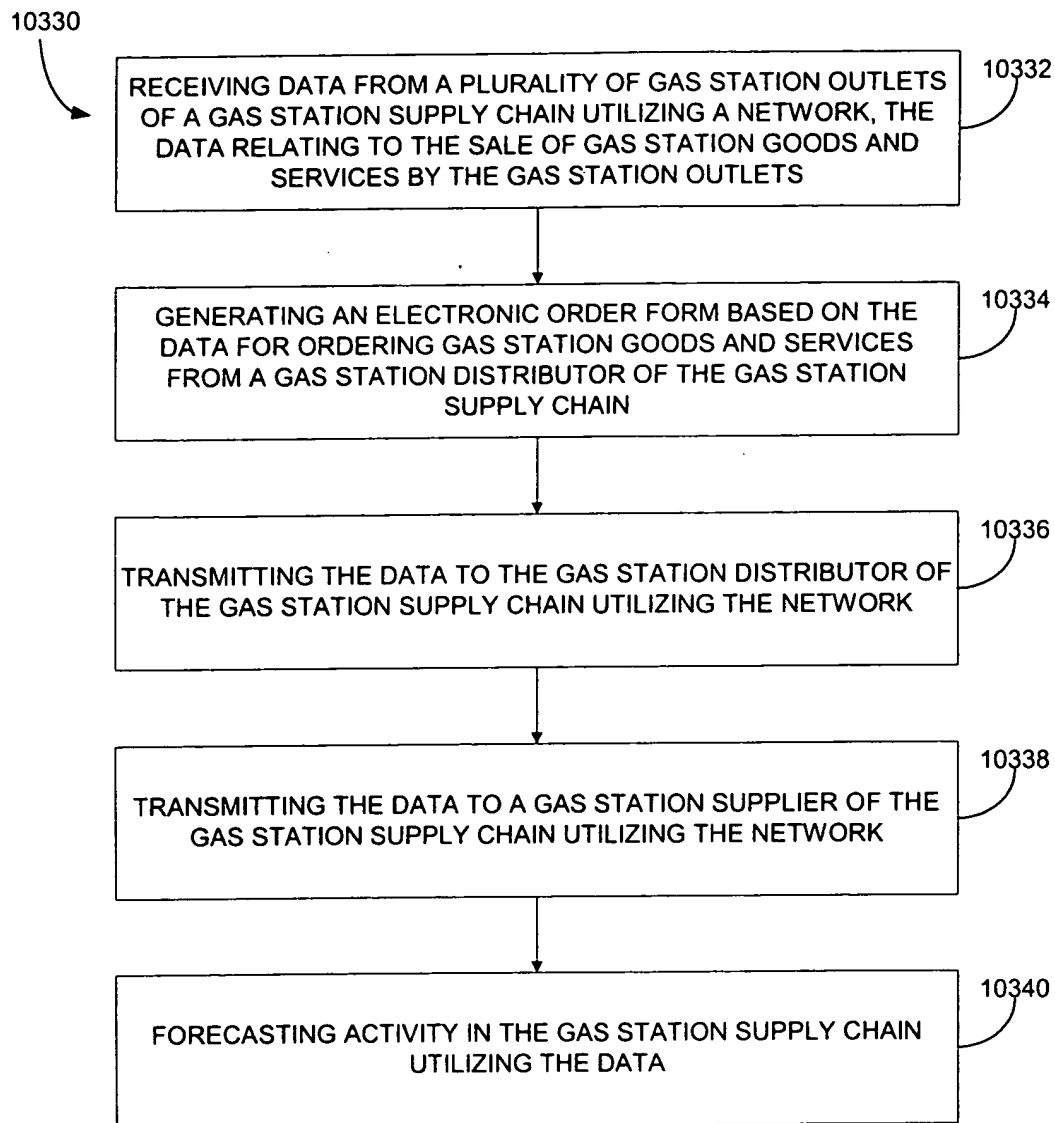 10330
RECEIVING DATA FROM A PLURALITY OF GAS STATION OUTLETS
OF A GAS STATION SUPPLY CHAIN UTILIZING A NETWORK, THE
DATA RELATING TO THE SALE OF GAS STATION GOODS AND
SERVICES BY THE GAS STATION OUTLETS
10332
GENERATING AN ELECTRONIC ORDER FORM BASED ON THE
DATA FOR ORDERING GAS STATION GOODS AND SERVICES
FROM A GAS STATION DISTRIBUTOR OF THE GAS STATION
SUPPLY CHAIN
10334
TRANSMITTING THE DATA TO THE GAS STATION DISTRIBUTOR OF
THE GAS STATION SUPPLY CHAIN UTILIZING THE NETWORK
10336
TRANSMITTING THE DATA TO A GAS STATION SUPPLIER OF THE
GAS STATION SUPPLY CHAIN UTILIZING THE NETWORK
10338
FORECASTING ACTIVITY IN THE GAS STATION SUPPLY CHAIN
UTILIZING THE DATA
10340